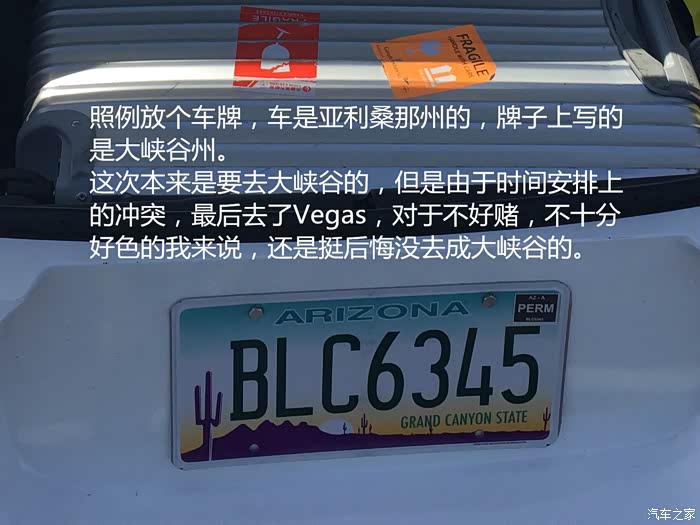 FRAGILE
FRAGILE
照例放个车牌，车是亚利桑那州的，牌子上写的
是大峡谷州。
这次本来是要去大峡谷的，但是由于时间安排上
的冲突，最后去了Vegas，对于不好赌，不十分
好色的我来说，还是挺后悔没去成大峡谷的。
ARIZONA
AZ - A
PERM
BLC6345
GRAND CANYON STATE
汽车之家